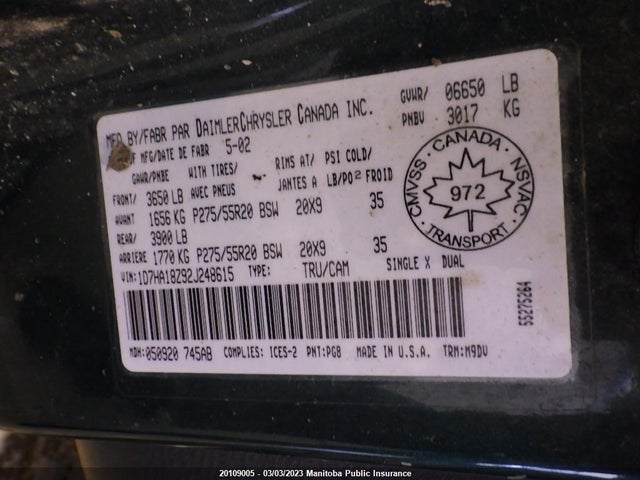 MFD BY/FABR PAR DAIMLERCHRYSLER CANADA INC.
GVWR/ 06650 LB
PNBV 3017 KG
OF MFG/DATE DE FABR 5-02
GAWR/PNBE WITH TIRES/ RIMS AT/ PSI COLD/
AVEC PNEUS JANTES A LB/PO² FROID
FRONT/ 3650 LB
AVANT 1656 KG P275/55R20 BSW 20X9 35
REAR/ 3900 LB
ARRIERE 1770 KG P275/55R20 BSW 20X9 35
VIN: 1D7HA18Z92J248615 TYPE: TRU/CAM SINGLE X DUAL
CMVSS · CANADA · NSVAC
972
TRANSPORT
55275284
MDH: 050920 745AB COMPLIES: ICES-2 PNT: PGB MADE IN U.S.A. TRM: M9DV
20109005 - 03/03/2023 Manitoba Public Insurance